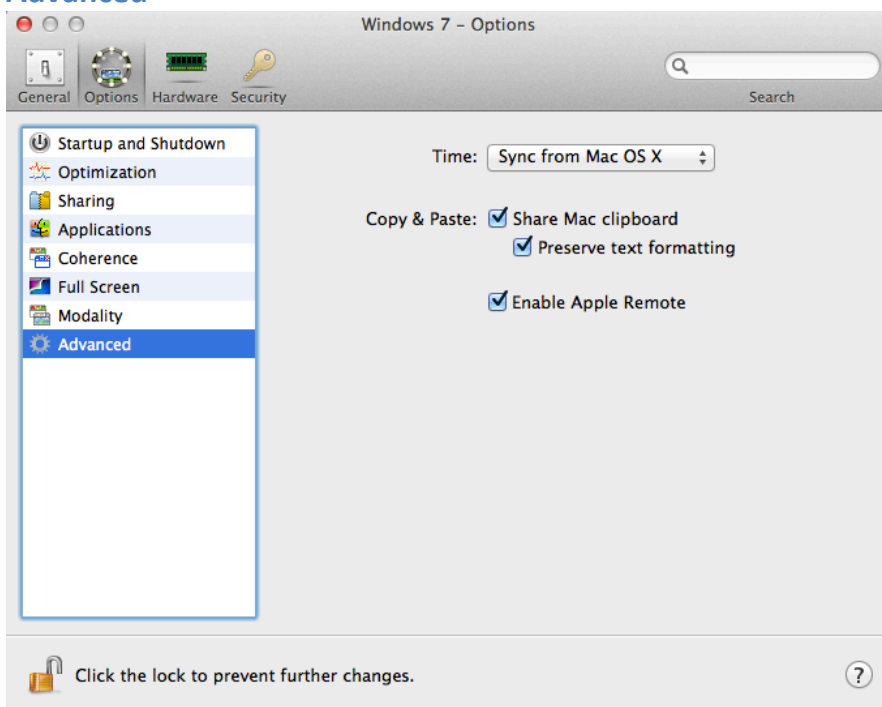 Advanced
Windows 7 – Options
General Options Hardware Security
Search
Startup and Shutdown
Optimization
Sharing
Applications
Coherence
Full Screen
Modality
Advanced
Time: Sync from Mac OS X
Copy & Paste: Share Mac clipboard
Preserve text formatting
Enable Apple Remote
Click the lock to prevent further changes.
?